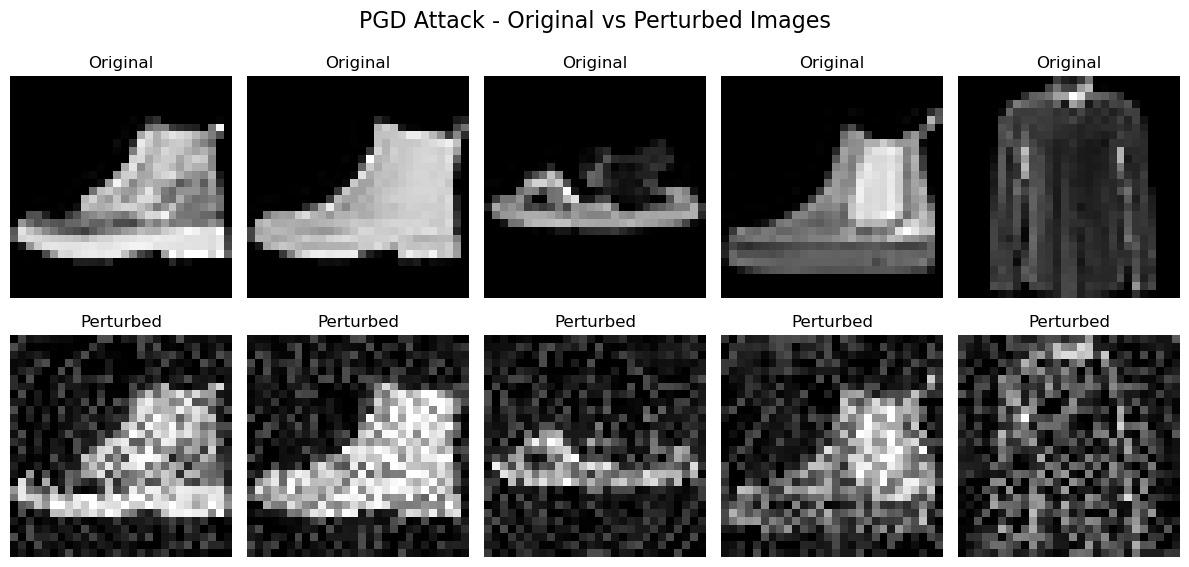 PGD Attack - Original vs Perturbed Images
Original
Original
Original
Original
Original
Perturbed
Perturbed
Perturbed
Perturbed
Perturbed